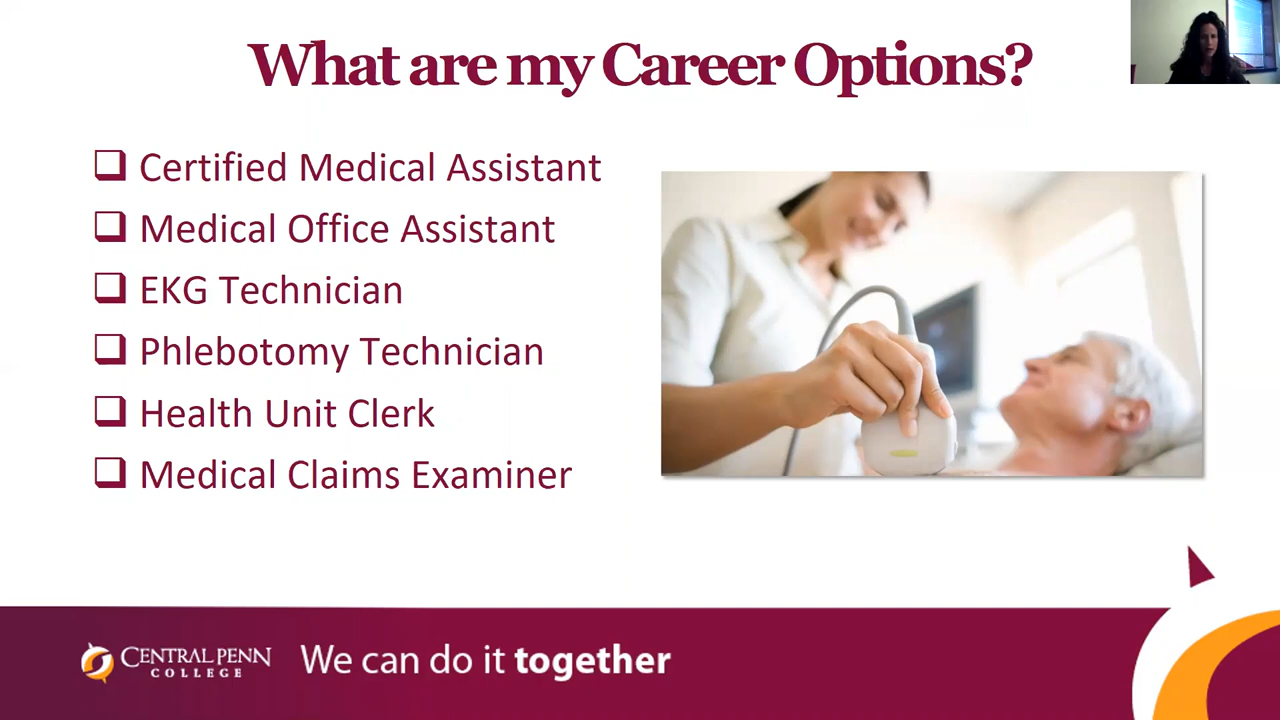 What are my Career Options?
Certified Medical Assistant
Medical Office Assistant
EKG Technician
Phlebotomy Technician
Health Unit Clerk
Medical Claims Examiner
CENTRAL PENN
COLLEGE
We can do it together